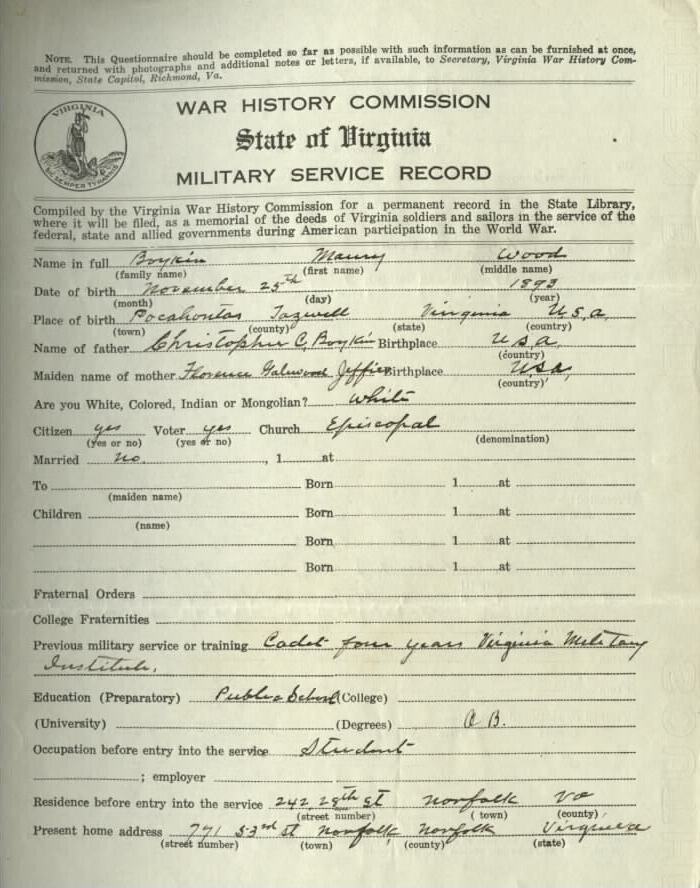 NOTE. This Questionnaire should be completed so far as possible with such information as can be furnished at once,
and returned with photographs and additional notes or letters, if available, to Secretary, Virginia War History Com-
mission, State Capitol, Richmond, Va.
VIRGINIA
SIC SEMPER TYRANNIS
WAR HISTORY COMMISSION
State of Virginia
MILITARY SERVICE RECORD
Compiled by the Virginia War History Commission for a permanent record in the State Library,
where it will be filed, as a memorial of the deeds of Virginia soldiers and sailors in the service of the
federal, state and allied governments during American participation in the World War.
Name in full Boykin Maury Wood
(family name) (first name) (middle name)
Date of birth November 25th 1893
(month) (day) (year)
Place of birth Pocahontas Tazewell Virginia U.S.A
(town) (county) (state) (country)
Name of father Christopher C. Boykin Birthplace U.S.A
(country)
Maiden name of mother Florence Birthplace U.S.A.
(country)
Are you White, Colored, Indian or Mongolian? White
Citizen yes Voter yes Church Episcopal
(yes or no) (yes or no) (denomination)
Married no , 1 at
To Born 1 at
(maiden name)
Children Born 1 at
(name)
Born 1 at
Born 1 at
Fraternal Orders
College Fraternities
Previous military service or training Cadet four years Virginia Military
Institute.
Education (Preparatory) Public School (College)
(University) (Degrees) A B.
Occupation before entry into the service Student
; employer
Residence before entry into the service 242, 28th St Norfolk Va
(street number) (town) (county)
Present home address 771 53rd St Norfolk Norfolk Virginia
(street number) (town) (county) (state)